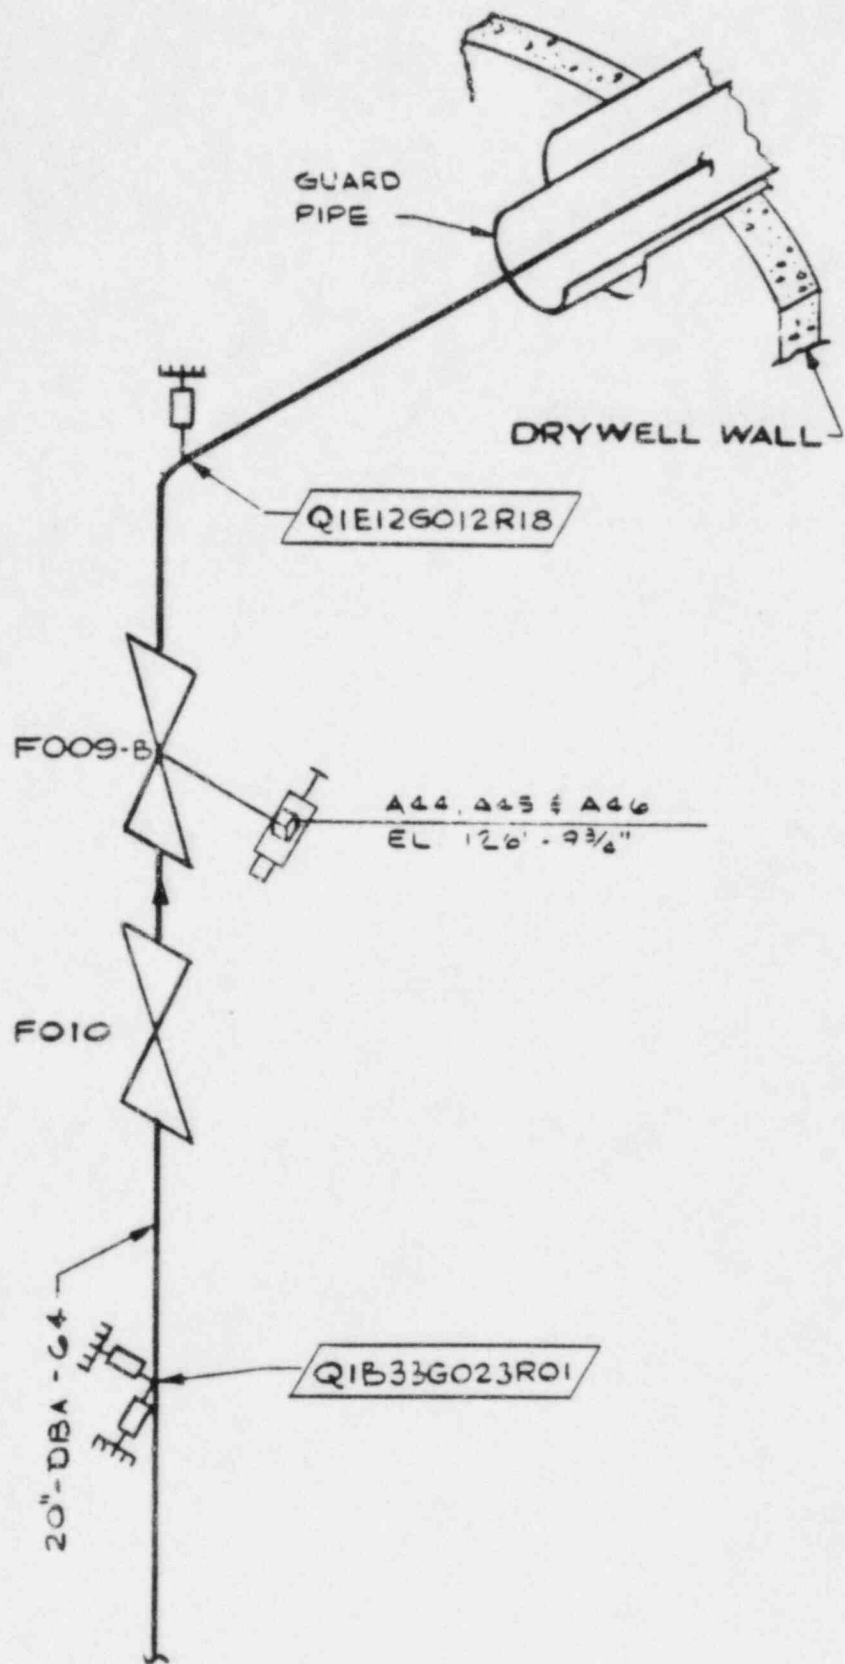 GUARD
PIPE
DRYWELL WALL
Q1E12G012R18
F009-B
A44, A45 & A46
EL 126' - 9¾"
F010
20"-DBA-64
Q1B33G023R01